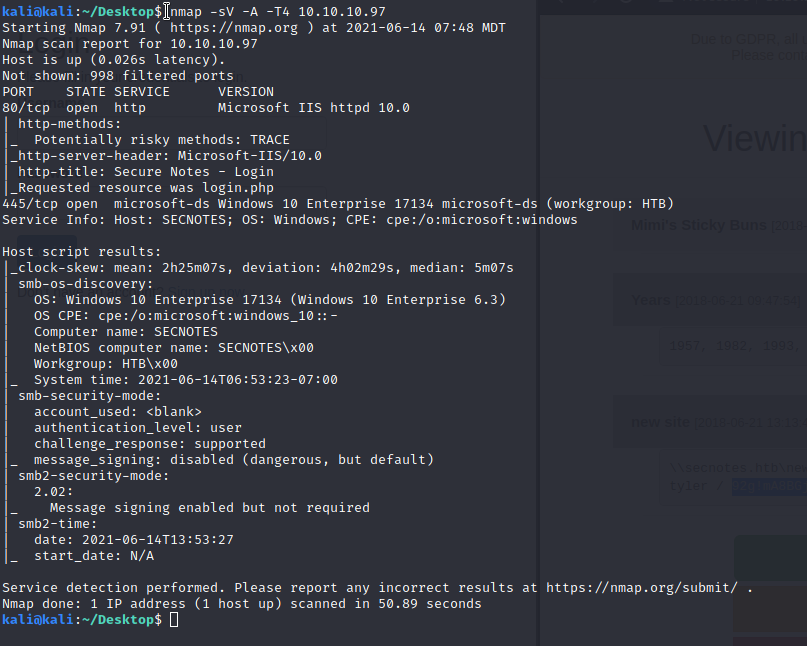 kali@kali:~/Desktop$ nmap -sV -A -T4 10.10.10.97
Starting Nmap 7.91 ( https://nmap.org ) at 2021-06-14 07:48 MDT
Nmap scan report for 10.10.10.97
Host is up (0.026s latency).
Not shown: 998 filtered ports
PORT    STATE SERVICE      VERSION
80/tcp  open  http         Microsoft IIS httpd 10.0
| http-methods:
|_  Potentially risky methods: TRACE
|_http-server-header: Microsoft-IIS/10.0
| http-title: Secure Notes - Login
|_Requested resource was login.php
445/tcp open  microsoft-ds Windows 10 Enterprise 17134 microsoft-ds (workgroup: HTB)
Service Info: Host: SECNOTES; OS: Windows; CPE: cpe:/o:microsoft:windows
Host script results:
|_clock-skew: mean: 2h25m07s, deviation: 4h02m29s, median: 5m07s
| smb-os-discovery:
|   OS: Windows 10 Enterprise 17134 (Windows 10 Enterprise 6.3)
|   OS CPE: cpe:/o:microsoft:windows_10::-
|   Computer name: SECNOTES
|   NetBIOS computer name: SECNOTES\x00
|   Workgroup: HTB\x00
|_  System time: 2021-06-14T06:53:23-07:00
| smb-security-mode:
|   account_used: <blank>
|   authentication_level: user
|   challenge_response: supported
|_  message_signing: disabled (dangerous, but default)
| smb2-security-mode:
|   2.02:
|_    Message signing enabled but not required
| smb2-time:
|   date: 2021-06-14T13:53:27
|_  start_date: N/A
Service detection performed. Please report any incorrect results at https://nmap.org/submit/ .
Nmap done: 1 IP address (1 host up) scanned in 50.89 seconds
kali@kali:~/Desktop$
Due to GDPR, all
Please con
Viewin
Mimi's Sticky Buns
Years
new site
tyler /